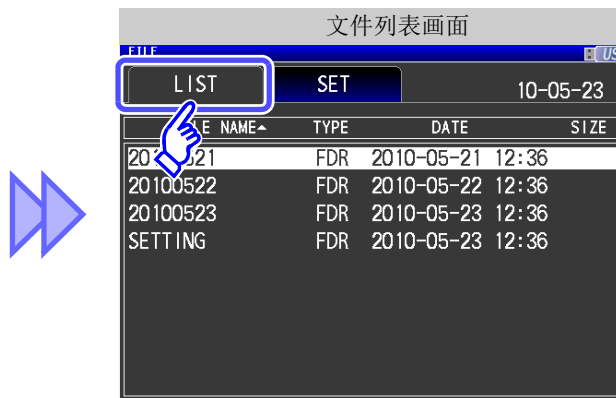 文件列表画面
FILE
US
LIST SET 10-05-23
E NAME▲ TYPE DATE SIZE
20100521 FDR 2010-05-21 12:36
20100522 FDR 2010-05-22 12:36
20100523 FDR 2010-05-23 12:36
SETTING FDR 2010-05-23 12:36